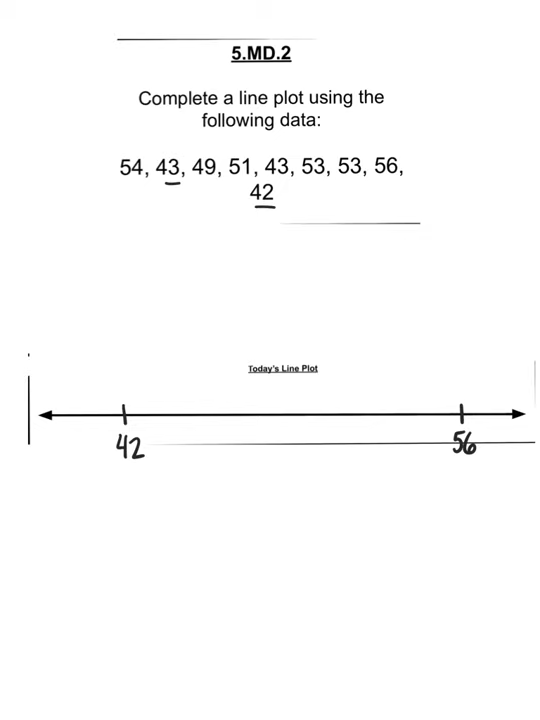 5.MD.2
Complete a line plot using the
following data:
54, 43, 49, 51, 43, 53, 53, 56,
42
Today's Line Plot
42 56